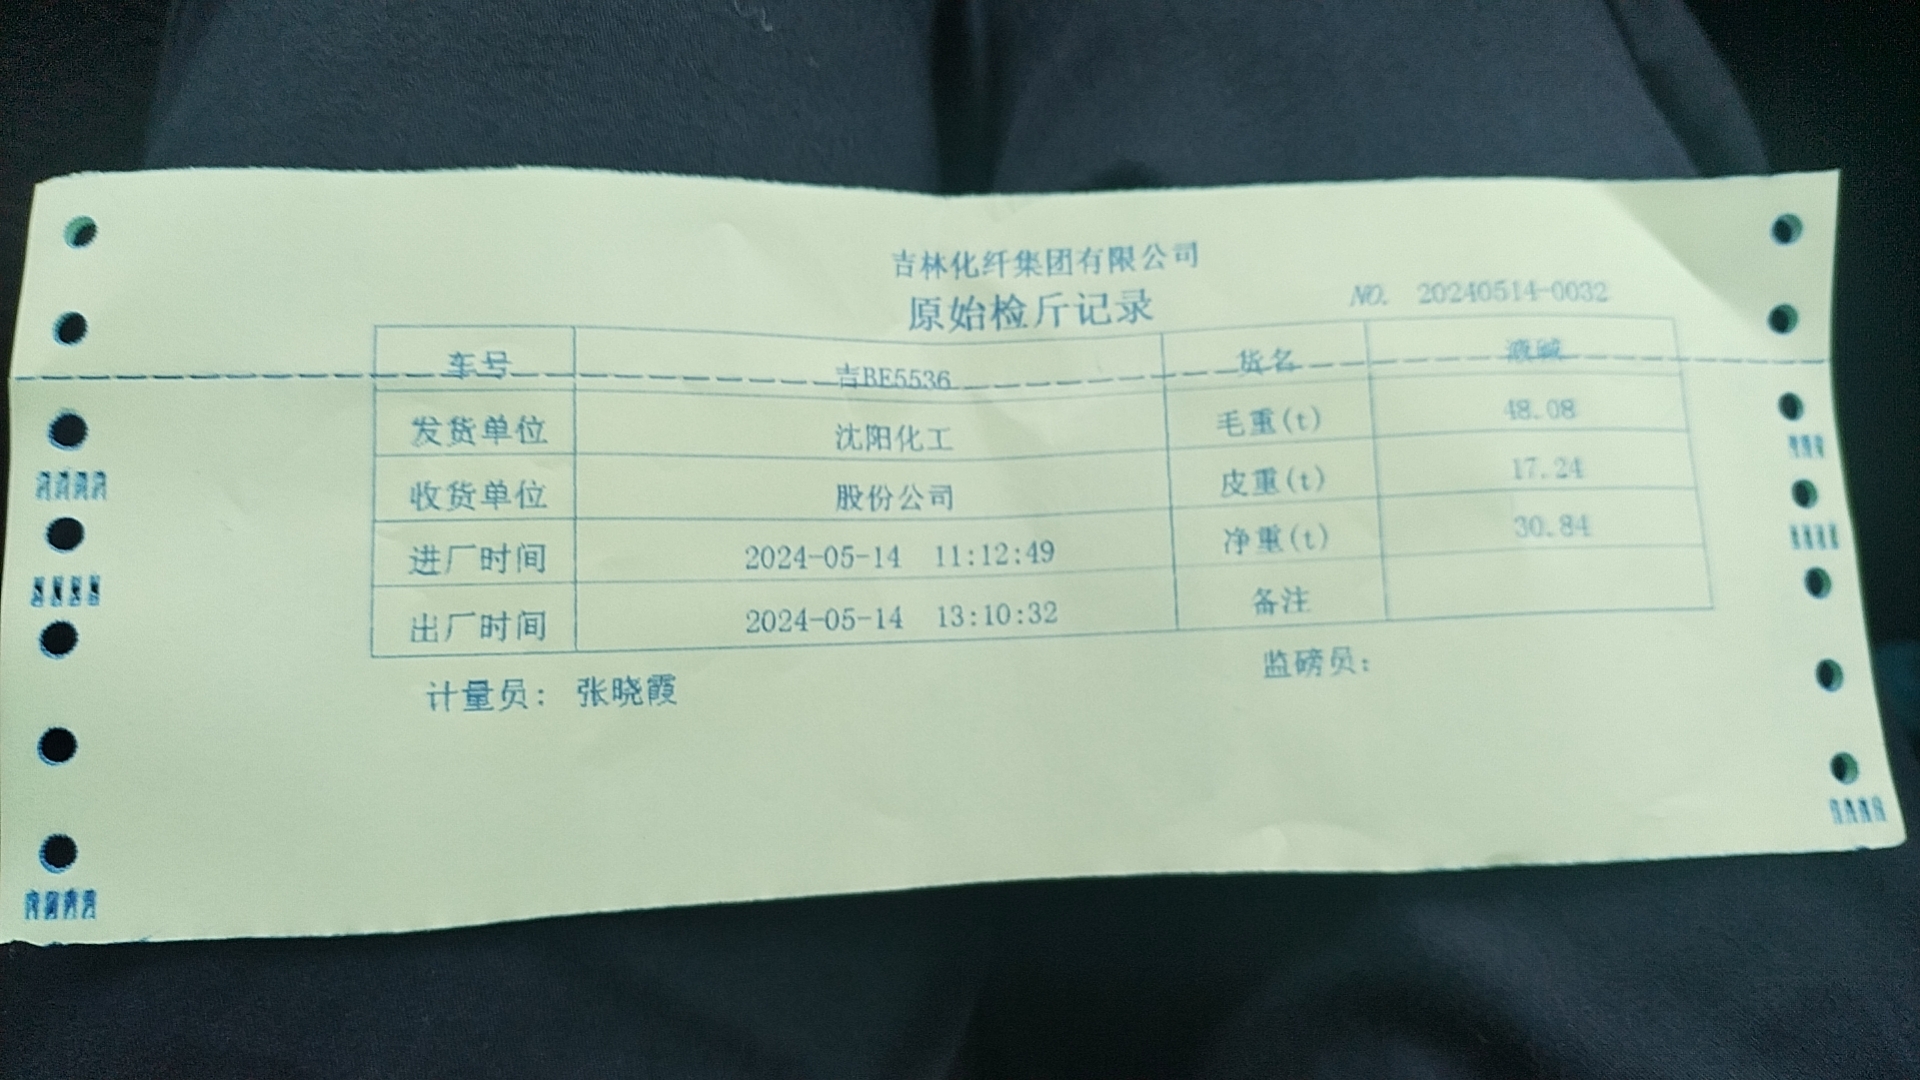 吉林化纤集团有限公司
原始检斤记录
NO. 20240514-0032
车号 吉BE5536 货名 液碱
发货单位 沈阳化工 毛重(t) 48.08
收货单位 股份公司 皮重(t) 17.24
进厂时间 2024-05-14 11:12:49 净重(t) 30.84
出厂时间 2024-05-14 13:10:32 备注
计量员: 张晓霞 监磅员: